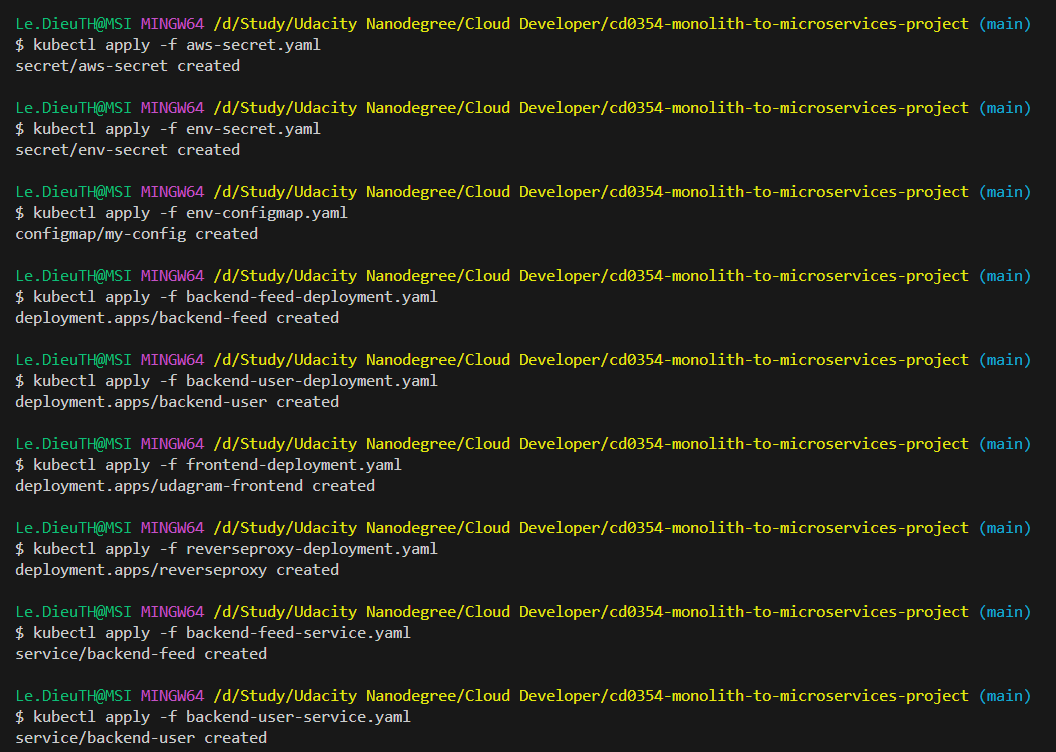 Le.DieuTH@MSI MINGW64 /d/Study/Udacity Nanodegree/Cloud Developer/cd0354-monolith-to-microservices-project (main)
$ kubectl apply -f aws-secret.yaml
secret/aws-secret created
Le.DieuTH@MSI MINGW64 /d/Study/Udacity Nanodegree/Cloud Developer/cd0354-monolith-to-microservices-project (main)
$ kubectl apply -f env-secret.yaml
secret/env-secret created
Le.DieuTH@MSI MINGW64 /d/Study/Udacity Nanodegree/Cloud Developer/cd0354-monolith-to-microservices-project (main)
$ kubectl apply -f env-configmap.yaml
configmap/my-config created
Le.DieuTH@MSI MINGW64 /d/Study/Udacity Nanodegree/Cloud Developer/cd0354-monolith-to-microservices-project (main)
$ kubectl apply -f backend-feed-deployment.yaml
deployment.apps/backend-feed created
Le.DieuTH@MSI MINGW64 /d/Study/Udacity Nanodegree/Cloud Developer/cd0354-monolith-to-microservices-project (main)
$ kubectl apply -f backend-user-deployment.yaml
deployment.apps/backend-user created
Le.DieuTH@MSI MINGW64 /d/Study/Udacity Nanodegree/Cloud Developer/cd0354-monolith-to-microservices-project (main)
$ kubectl apply -f frontend-deployment.yaml
deployment.apps/udagram-frontend created
Le.DieuTH@MSI MINGW64 /d/Study/Udacity Nanodegree/Cloud Developer/cd0354-monolith-to-microservices-project (main)
$ kubectl apply -f reverseproxy-deployment.yaml
deployment.apps/reverseproxy created
Le.DieuTH@MSI MINGW64 /d/Study/Udacity Nanodegree/Cloud Developer/cd0354-monolith-to-microservices-project (main)
$ kubectl apply -f backend-feed-service.yaml
service/backend-feed created
Le.DieuTH@MSI MINGW64 /d/Study/Udacity Nanodegree/Cloud Developer/cd0354-monolith-to-microservices-project (main)
$ kubectl apply -f backend-user-service.yaml
service/backend-user created